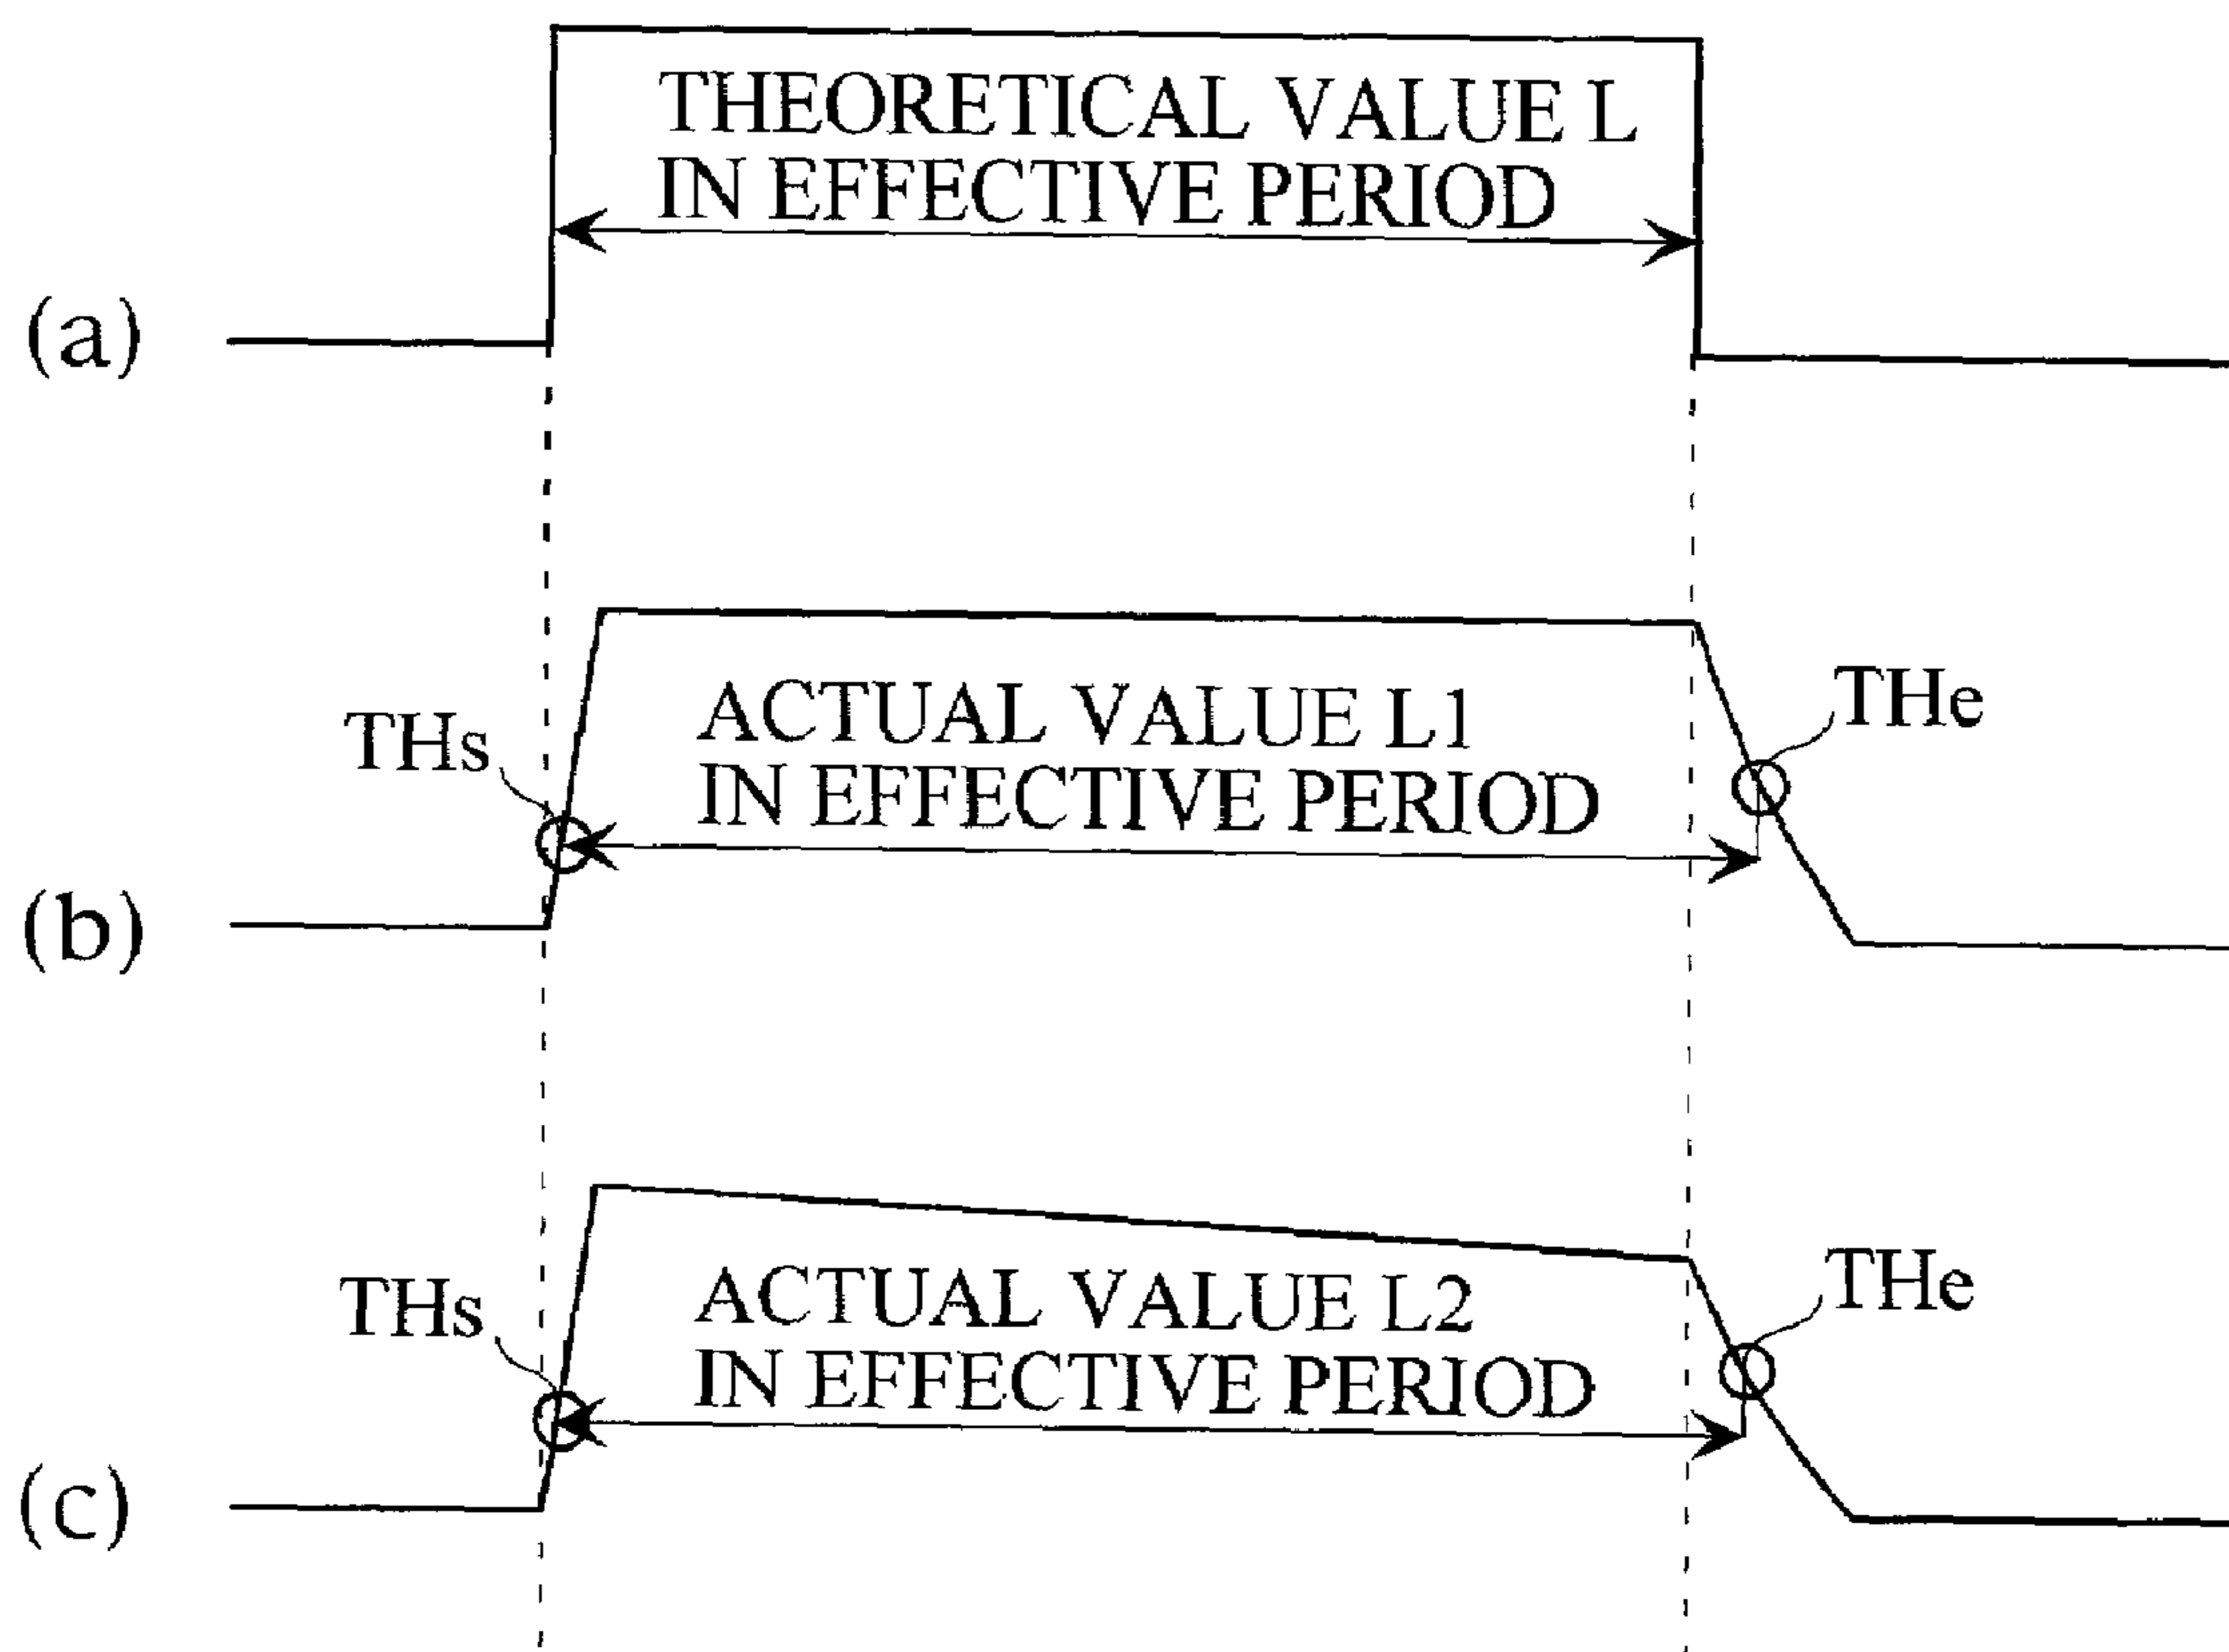 THEORETICAL VALUE L
IN EFFECTIVE PERIOD
(a)
THs
ACTUAL VALUE L1
IN EFFECTIVE PERIOD
THe
(b)
THs
ACTUAL VALUE L2
IN EFFECTIVE PERIOD
THe
(c)